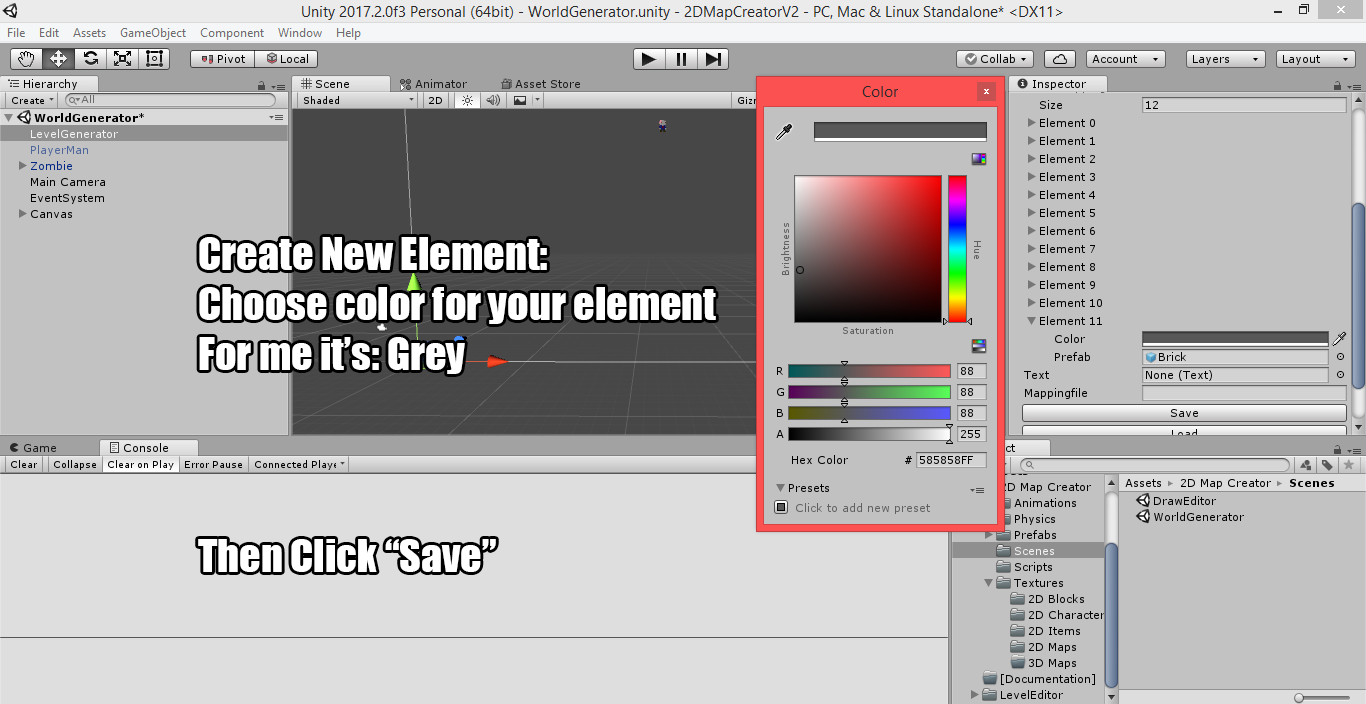 Unity 2017.2.0f3 Personal (64bit) - WorldGenerator.unity - 2DMapCreatorV2 - PC, Mac & Linux Standalone* <DX11>
File Edit Assets GameObject Component Window Help
Pivot Local Collab Account Layers Layout
Hierarchy
Create All
WorldGenerator*
LevelGenerator
PlayerMan
Zombie
Main Camera
EventSystem
Canvas
Scene Animator Asset Store
Shaded 2D Giz
Create New Element:
Choose color for your element
For me it's: Grey
Color
Brightness
Hue
Saturation
R 88
G 88
B 88
A 255
Hex Color # 585858FF
Presets
Click to add new preset
Inspector
Size 12
Element 0
Element 1
Element 2
Element 3
Element 4
Element 5
Element 6
Element 7
Element 8
Element 9
Element 10
Element 11
Color
Prefab Brick
Text None (Text)
Mappingfile
Save
Load
Game Console
Clear Collapse Clear on Play Error Pause Connected Playe
Then Click “Save”
ct
2D Map Creator
Animations
Physics
Prefabs
Scenes
Scripts
Textures
2D Blocks
2D Character
2D Items
2D Maps
3D Maps
[Documentation]
LevelEditor
Assets 2D Map Creator Scenes
DrawEditor
WorldGenerator